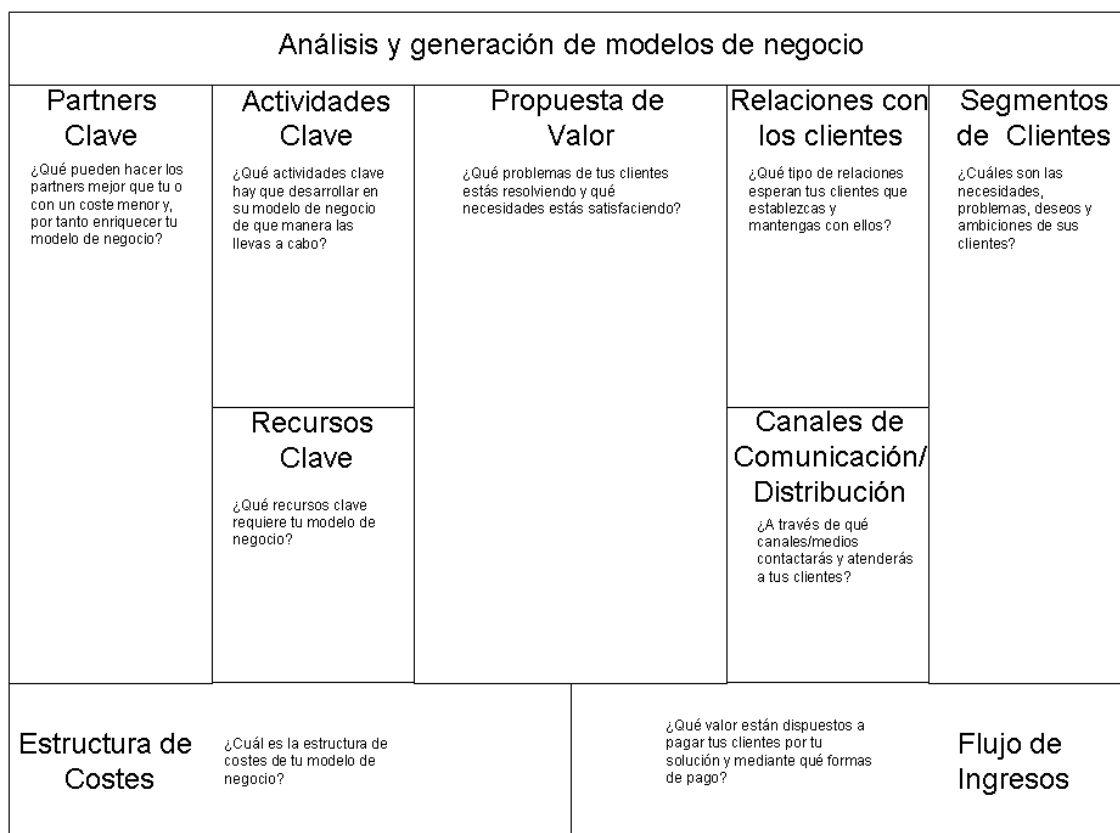 Análisis y generación de modelos de negocio
Partners
Clave
¿Qué pueden hacer los
partners mejor que tu o
con un coste menor y,
por tanto enriquecer tu
modelo de negocio?
Actividades
Clave
¿Qué actividades clave
hay que desarrollar en
su modelo de negocio
de que manera las
llevas a cabo?
Recursos
Clave
¿Qué recursos clave
requiere tu modelo de
negocio?
Propuesta de
Valor
¿Qué problemas de tus clientes
estás resolviendo y qué
necesidades estás satisfaciendo?
Relaciones con
los clientes
¿Qué tipo de relaciones
esperan tus clientes que
establezcas y
mantengas con ellos?
Canales de
Comunicación/
Distribución
¿A través de qué
canales/medios
contactarás y atenderás
a tus clientes?
Segmentos
de Clientes
¿Cuáles son las
necesidades,
problemas, deseos y
ambiciones de sus
clientes?
Estructura de
Costes
¿Cuál es la estructura de
costes de tu modelo de
negocio?
¿Qué valor están dispuestos a
pagar tus clientes por tu
solución y mediante qué formas
de pago?
Flujo de
Ingresos